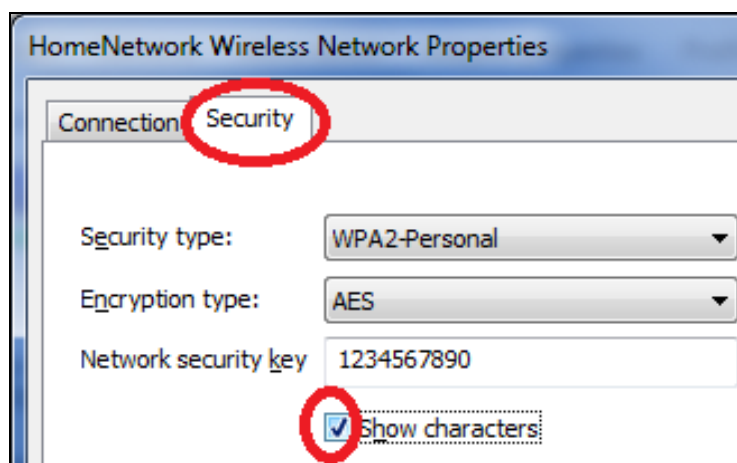 HomeNetwork Wireless Network Properties
Connection Security
Security type: WPA2-Personal
Encryption type: AES
Network security key 1234567890
Show characters